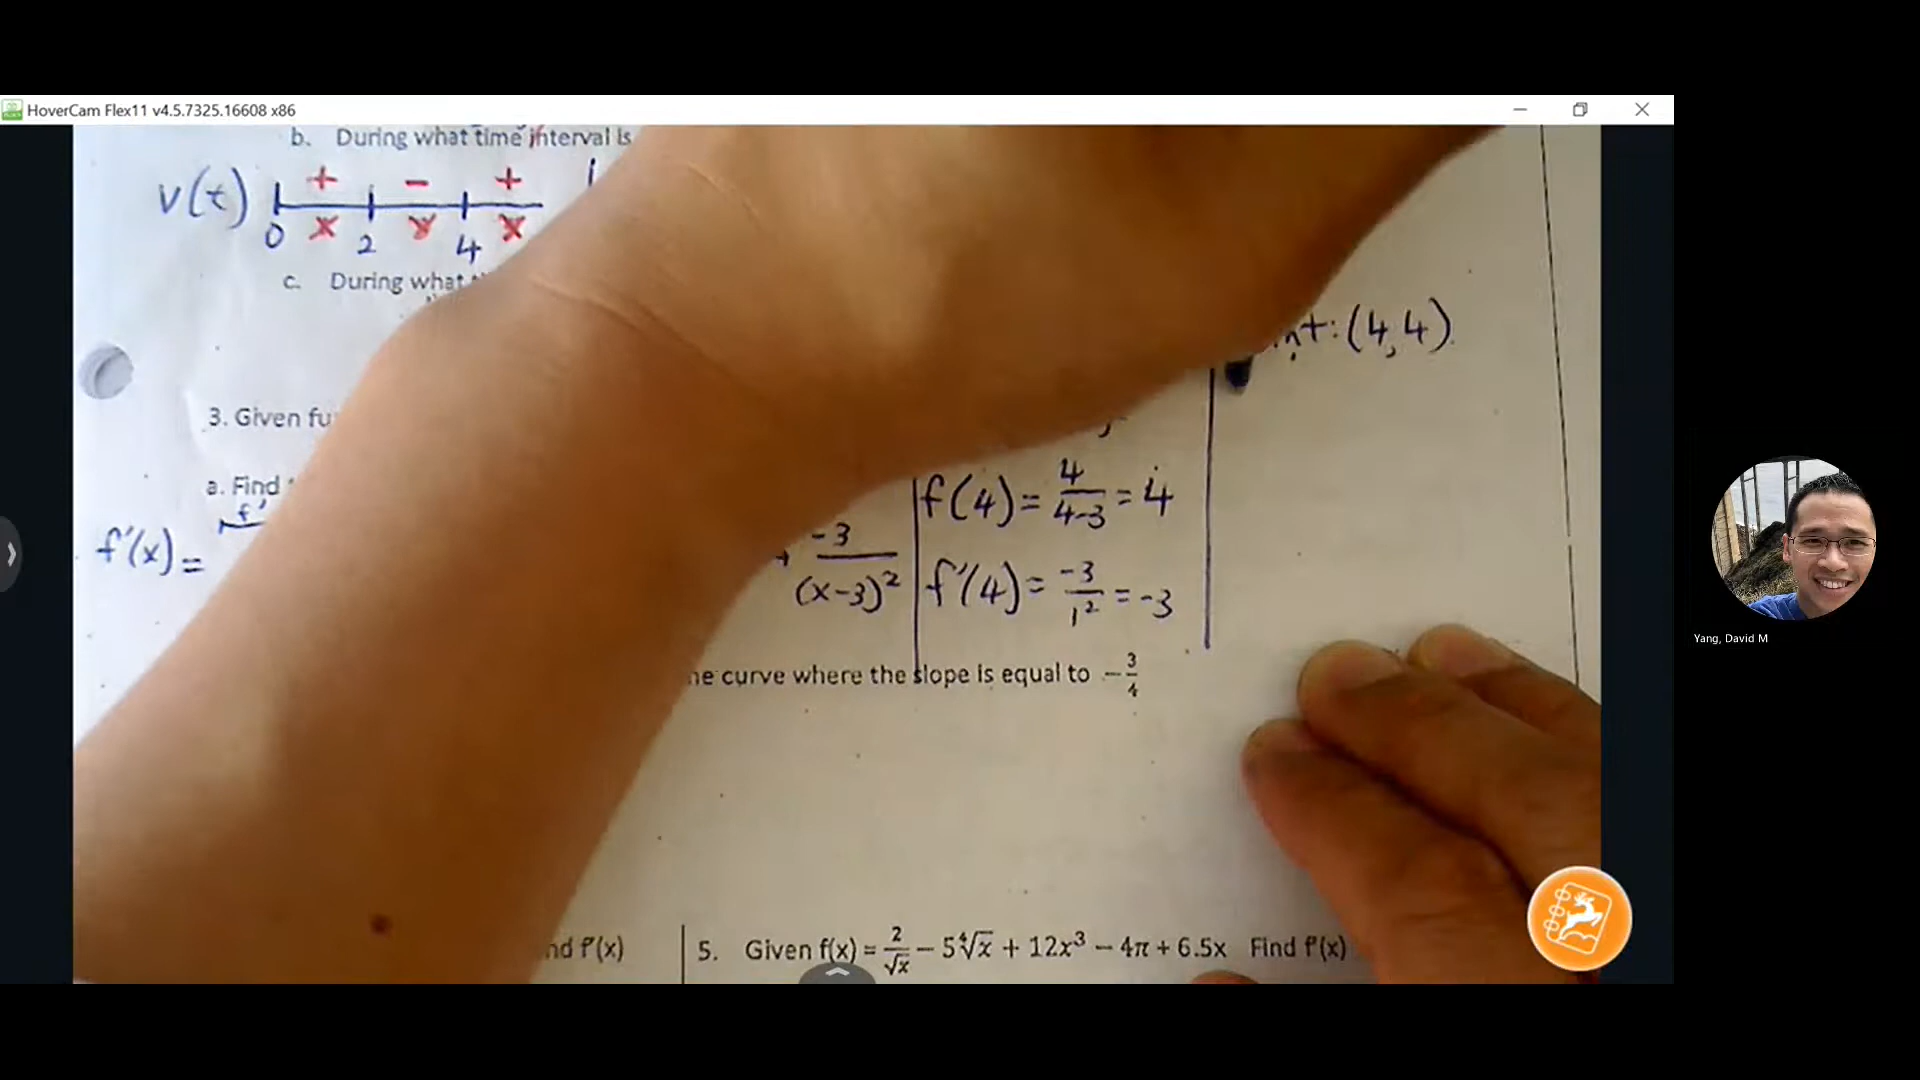 HoverCam Flex11 v4.5.7325.16608 x86
b. During what time interval is
v(t) + - +
0 x 2 x 4 x
c. During what
nt: (4,4)
3. Given fu
a. Find
f'
f'(x) =
f(4) = 4/(4-3) = 4
+ -3/(x-3)² f'(4) = -3/1² = -3
he curve where the slope is equal to -3/4
nd f'(x)
5. Given f(x) = 2/√x − 5∜x + 12x³ − 4π + 6.5x Find f'(x)
Yang, David M